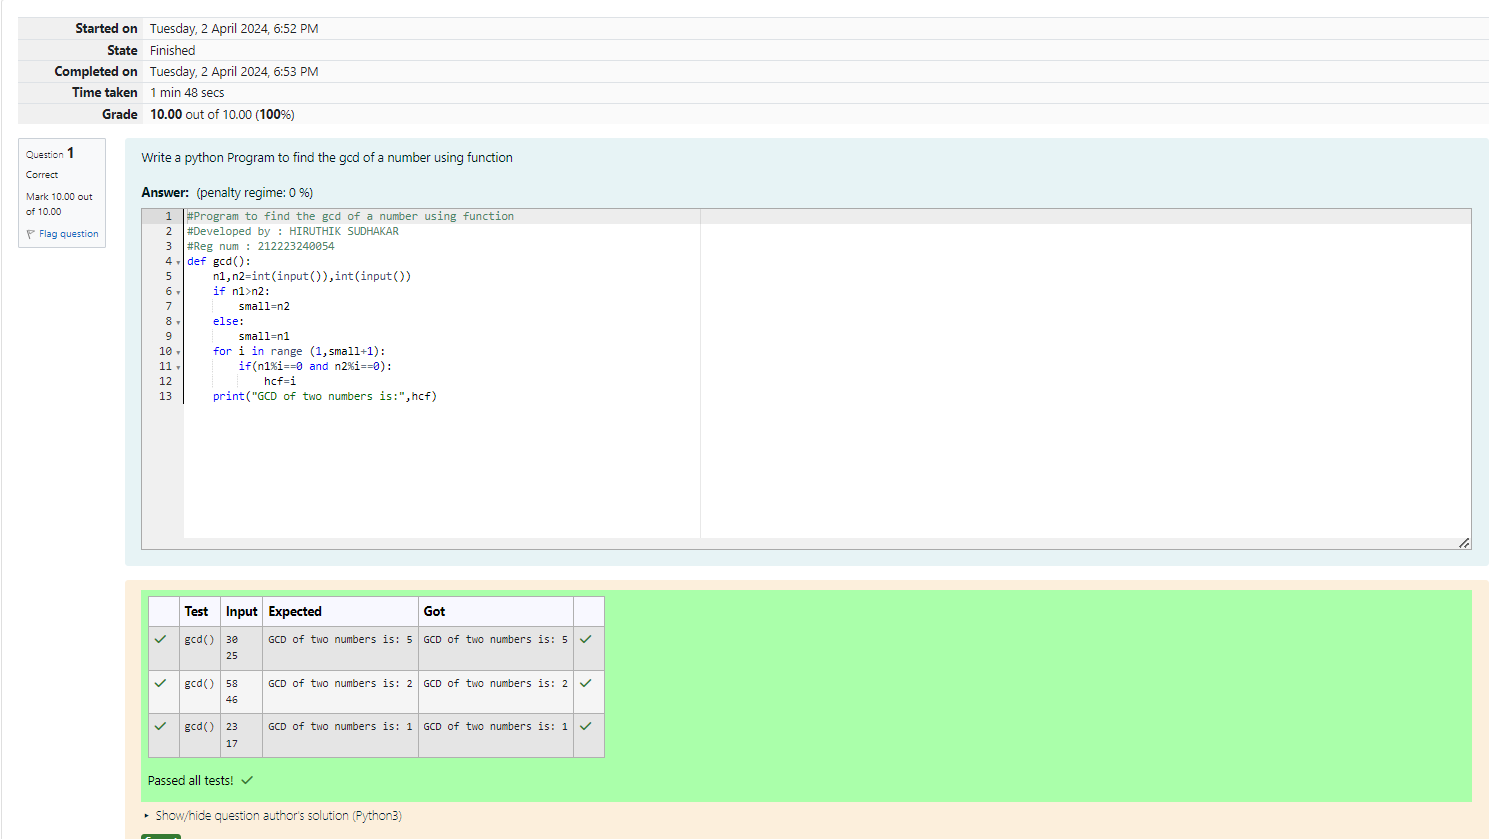 Started on Tuesday, 2 April 2024, 6:52 PM
State Finished
Completed on Tuesday, 2 April 2024, 6:53 PM
Time taken 1 min 48 secs
Grade 10.00 out of 10.00 (100%)
Question 1
Correct
Mark 10.00 out
of 10.00
Flag question
Write a python Program to find the gcd of a number using function
Answer: (penalty regime: 0 %)
1 #Program to find the gcd of a number using function
2 #Developed by : HIRUTHIK SUDHAKAR
3 #Reg num : 212223240054
4 def gcd():
5     n1,n2=int(input()),int(input())
6     if n1>n2:
7         small=n2
8     else:
9         small=n1
10     for i in range (1,small+1):
11         if(n1%i==0 and n2%i==0):
12             hcf=i
13     print("GCD of two numbers is:",hcf)
Test Input Expected Got
gcd() 30 GCD of two numbers is: 5 GCD of two numbers is: 5
25
gcd() 58 GCD of two numbers is: 2 GCD of two numbers is: 2
46
gcd() 23 GCD of two numbers is: 1 GCD of two numbers is: 1
17
Passed all tests!
Show/hide question author's solution (Python3)